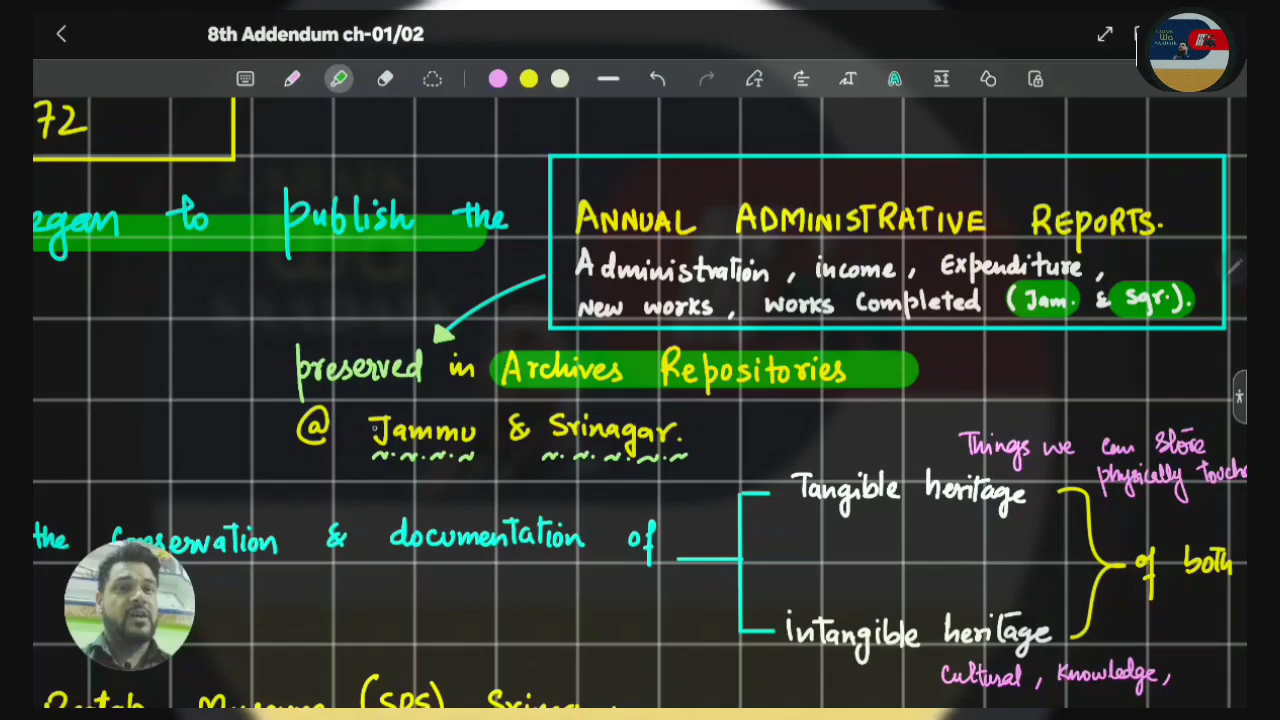 8th Addendum ch-01/02
72
egan to publish the
ANNUAL ADMINISTRATIVE REPORTS.
Administration, income, Expenditure,
New works, works Completed (Jam. & Sgr.).
preserved in Archives Repositories
@ Jammu & Srinagar.
Things we can store
physically touch
Tangible heritage
the Conservation & documentation of
of both
Intangible heritage
Cultural, Knowledge,
Museum (SPS)